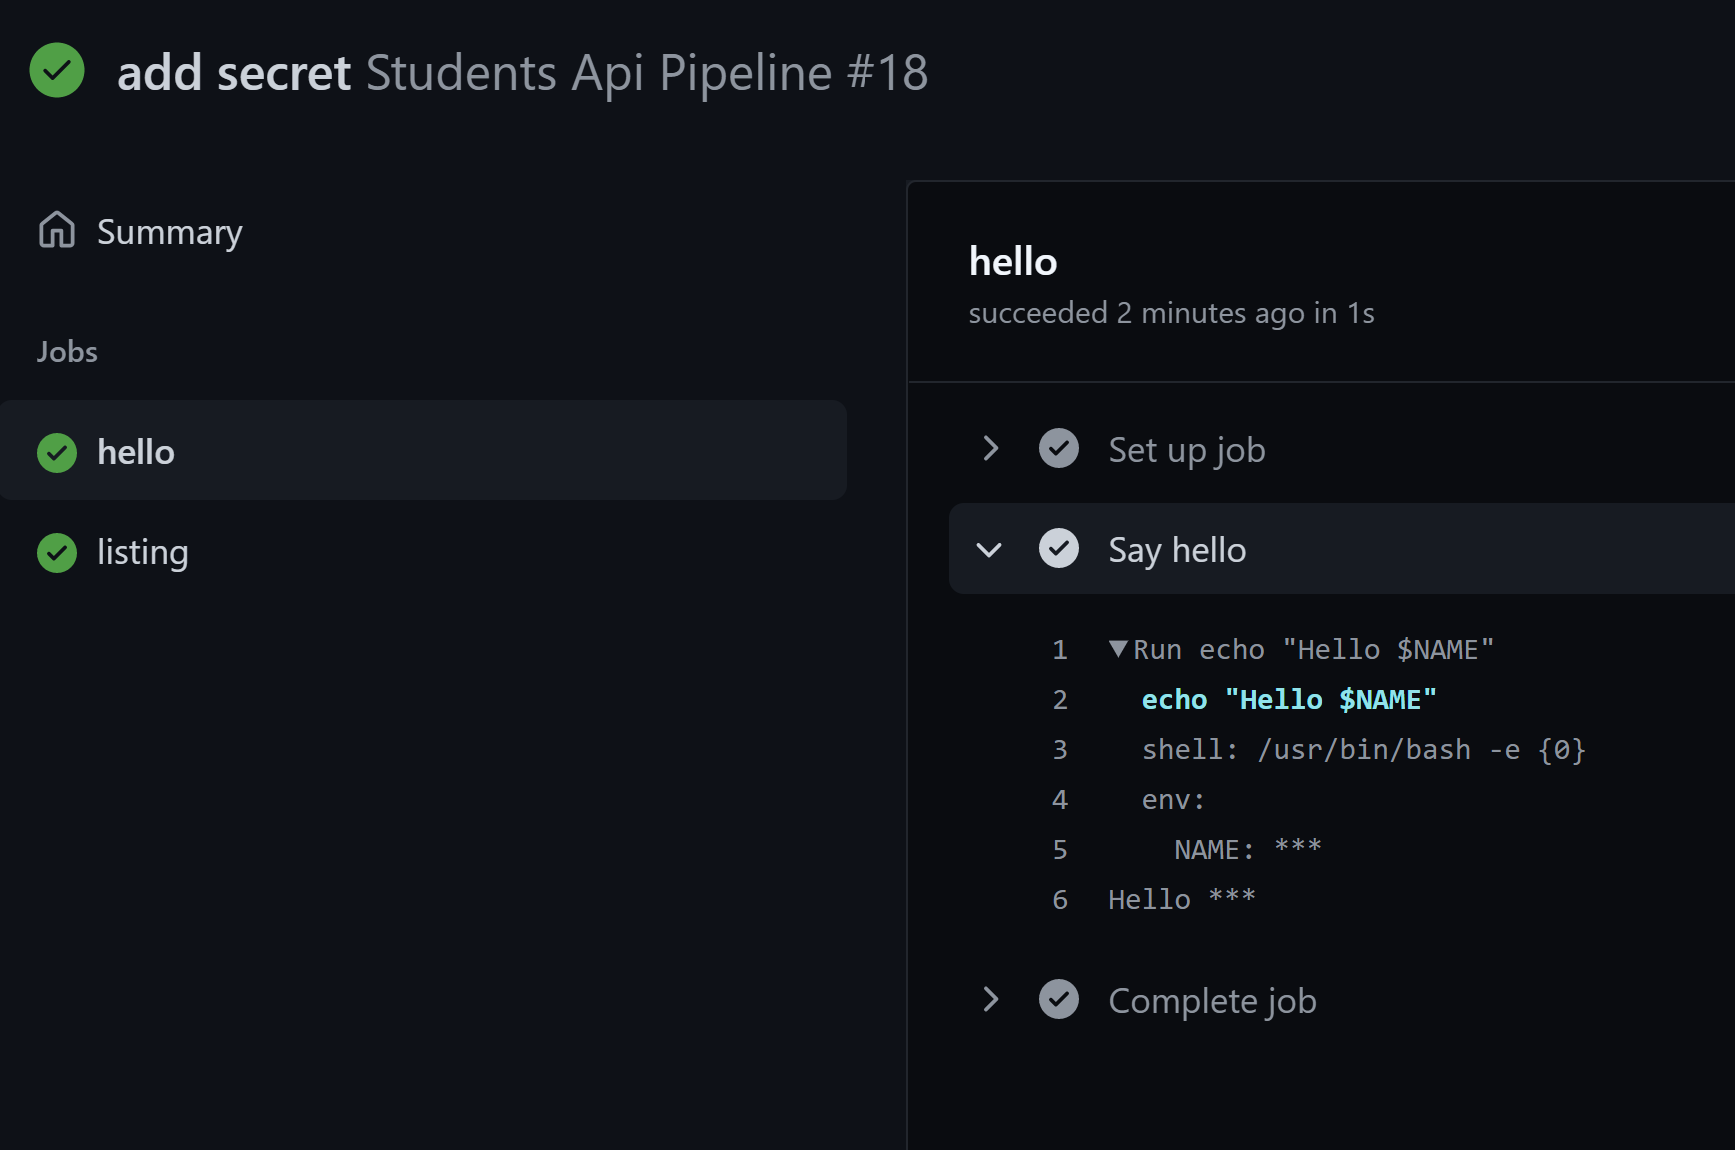 add secret Students Api Pipeline #18
Summary
Jobs
hello
listing
hello
succeeded 2 minutes ago in 1s
Set up job
Say hello
1 ▼Run echo "Hello $NAME"
2 echo "Hello $NAME"
3 shell: /usr/bin/bash -e {0}
4 env:
5 NAME: ***
6 Hello ***
Complete job